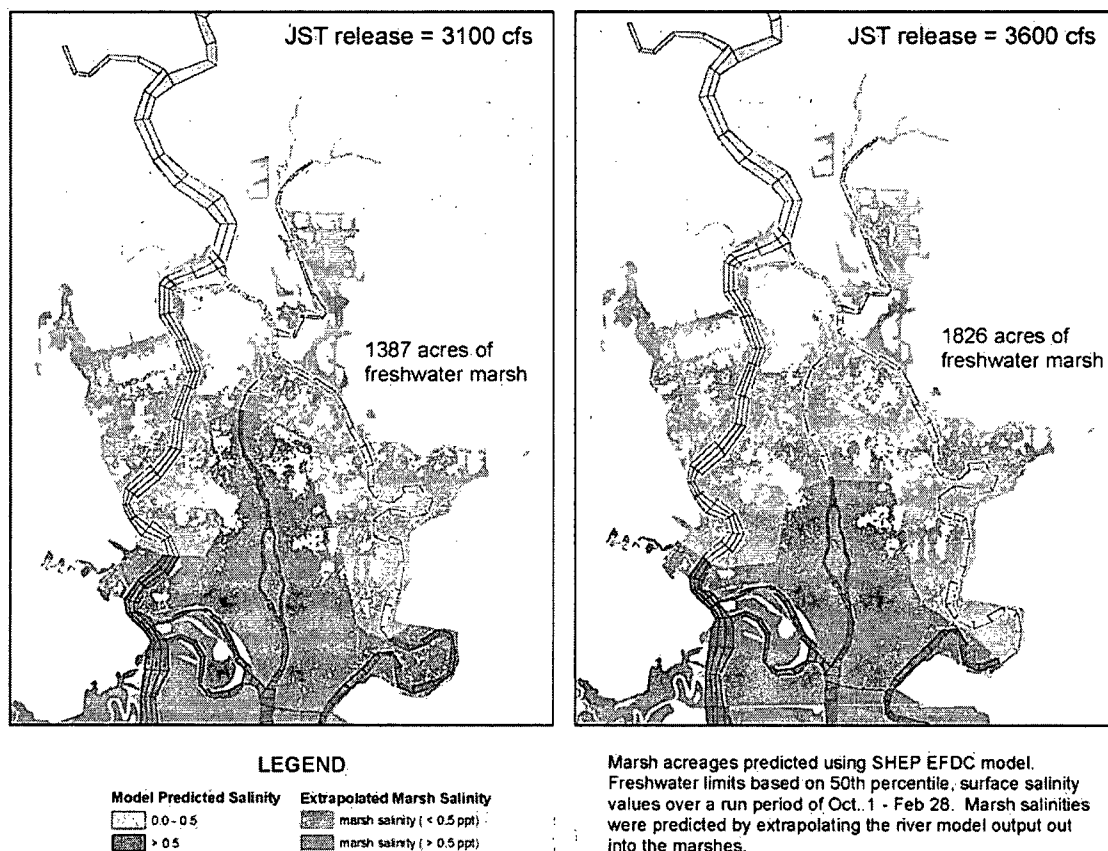 JST release = 3100 cfs
1387 acres of
freshwater marsh
JST release = 3600 cfs
1826 acres of
freshwater marsh
LEGEND
Model Predicted Salinity
0.0 - 0.5
> 0.5
Extrapolated Marsh Salinity
marsh salinity ( < 0.5 ppt)
marsh salinity ( > 0.5 ppt)
Marsh acreages predicted using SHEP EFDC model.
Freshwater limits based on 50th percentile, surface salinity
values over a run period of Oct. 1 - Feb 28. Marsh salinities
were predicted by extrapolating the river model output out
into the marshes.